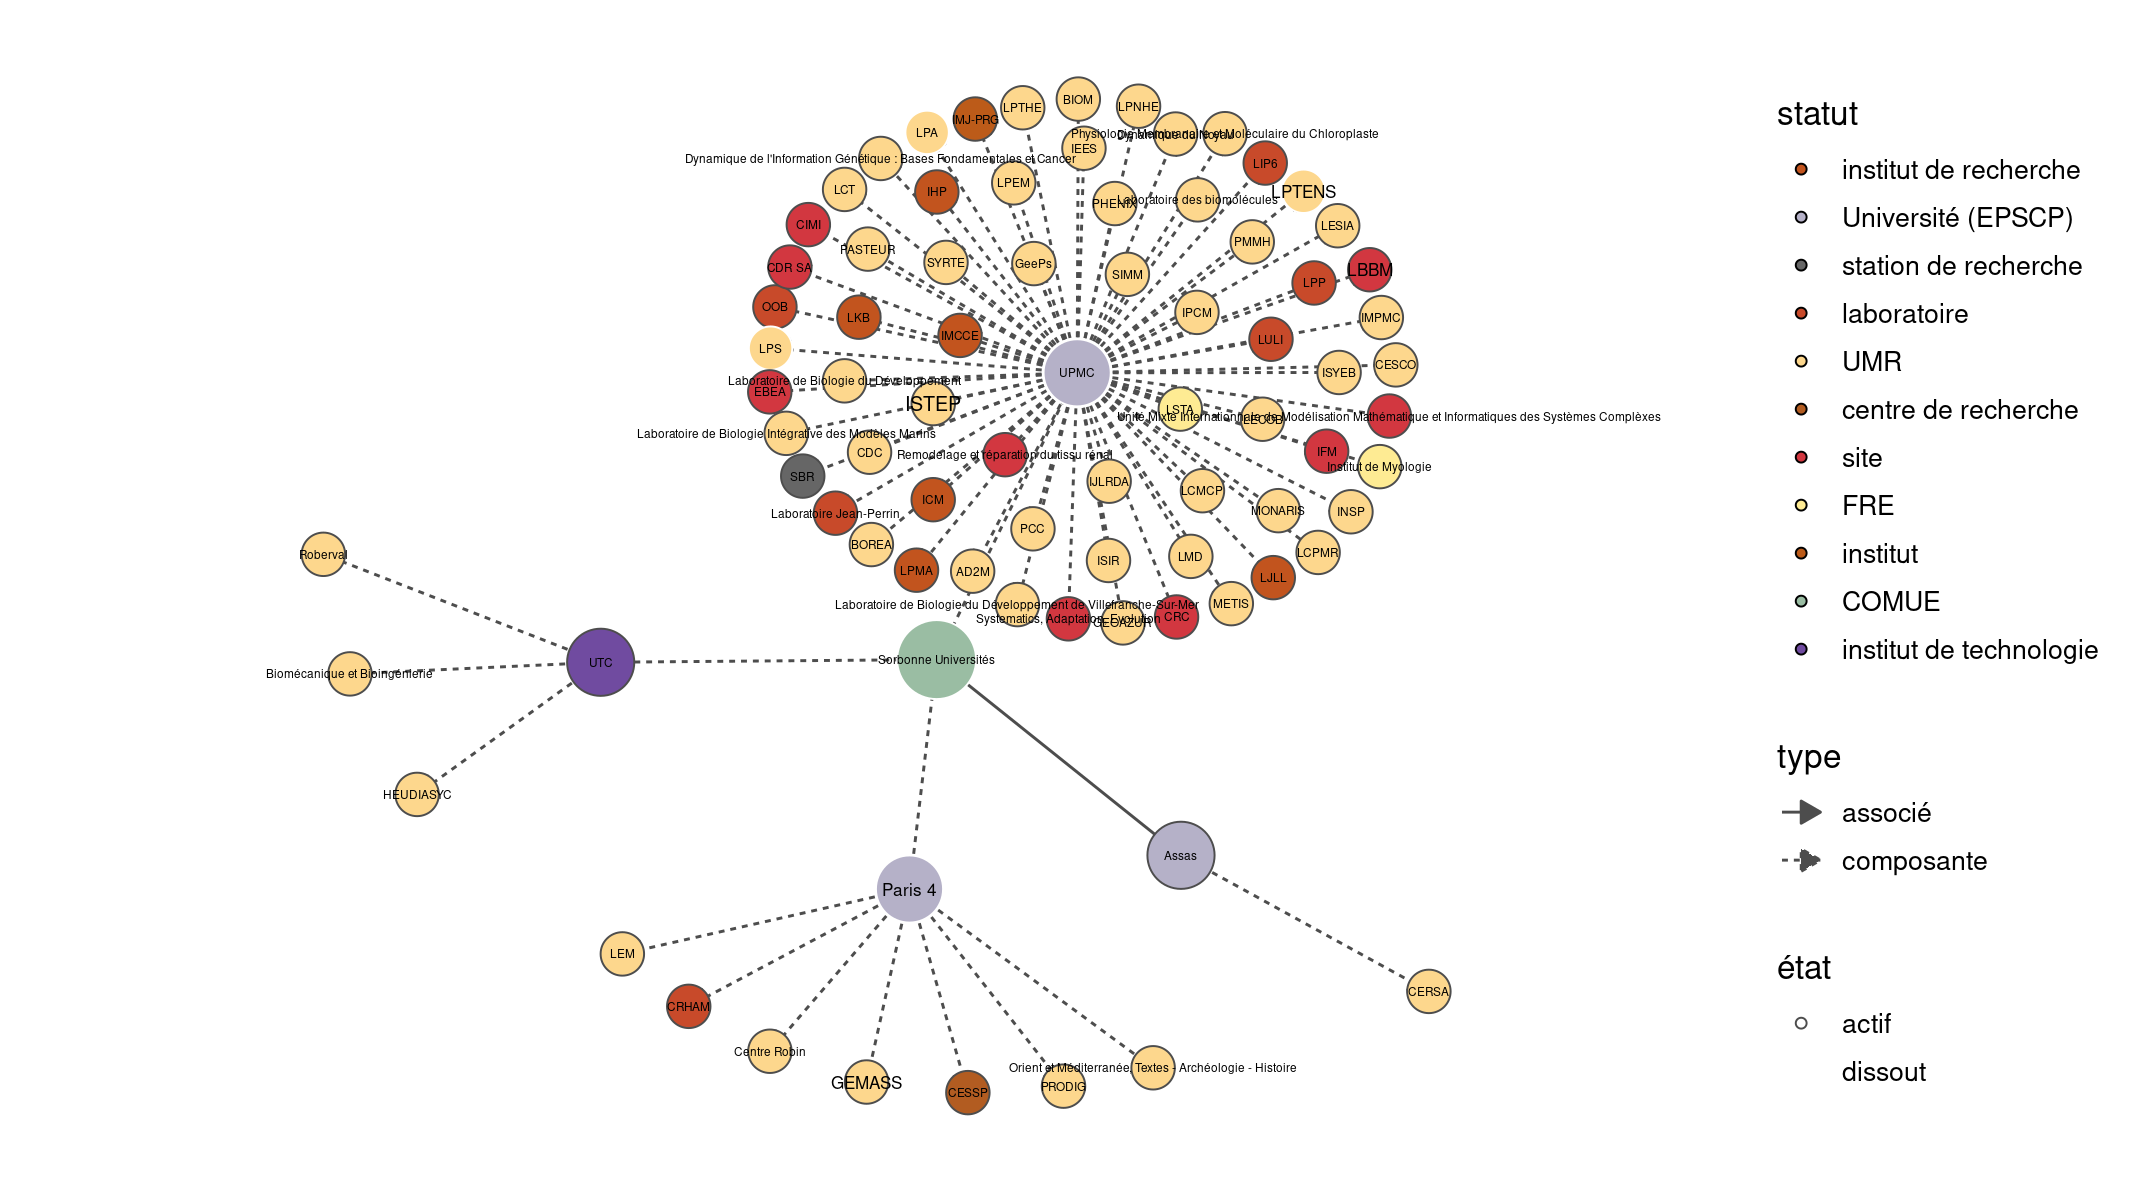 BIOM
LPTHE
LPNHE
IMJ-PRG
LPA
Physiologie Membranaire et Moléculaire du Chloroplaste
Dynamique du Noyau
IEES
Dynamique de l'Information Génétique : Bases Fondamentales et Cancer
LIP6
LPEM
LCT
IHP
LPTENS
PHENIX
Laboratoire des biomolécules
CIMI
LESIA
PMMH
PASTEUR
SYRTE
GeePs
CDR SA
SIMM
LBBM
LPP
OOB
IPCM
LKB
IMPMC
IMCCE
LULI
LPS
CESCO
UPMC
ISYEB
Laboratoire de Biologie du Développement
EBEA
ISTEP
LSTA
Unité Mixte Internationnale de Modélisation Mathématique et Informatiques des Systèmes Complèxes
LECOB
Laboratoire de Biologie Intégrative des Modèles Marins
CDC
Remodelage et réparation du tissu rénal
IFM
Institut de Myologie
SBR
IJLRDA
LCMCP
ICM
Laboratoire Jean-Perrin
MONARIS
INSP
PCC
BOREA
LCPMR
ISIR
LMD
LPMA
AD2M
LJLL
Laboratoire de Biologie du Développement de Villefranche-Sur-Mer
METIS
Systematics, Adaptation, Evolution
GEOAZUR
CRC
Roberval
UTC
Sorbonne Universités
Biomécanique et Bioingénierie
HEUDIASYC
Assas
Paris 4
LEM
CERSA
CRHAM
Centre Robin
Orient et Méditerranée, Textes - Archéologie - Histoire
GEMASS
PRODIG
CESSP
statut
institut de recherche
Université (EPSCP)
station de recherche
laboratoire
UMR
centre de recherche
site
FRE
institut
COMUE
institut de technologie
type
associé
composante
état
actif
dissout